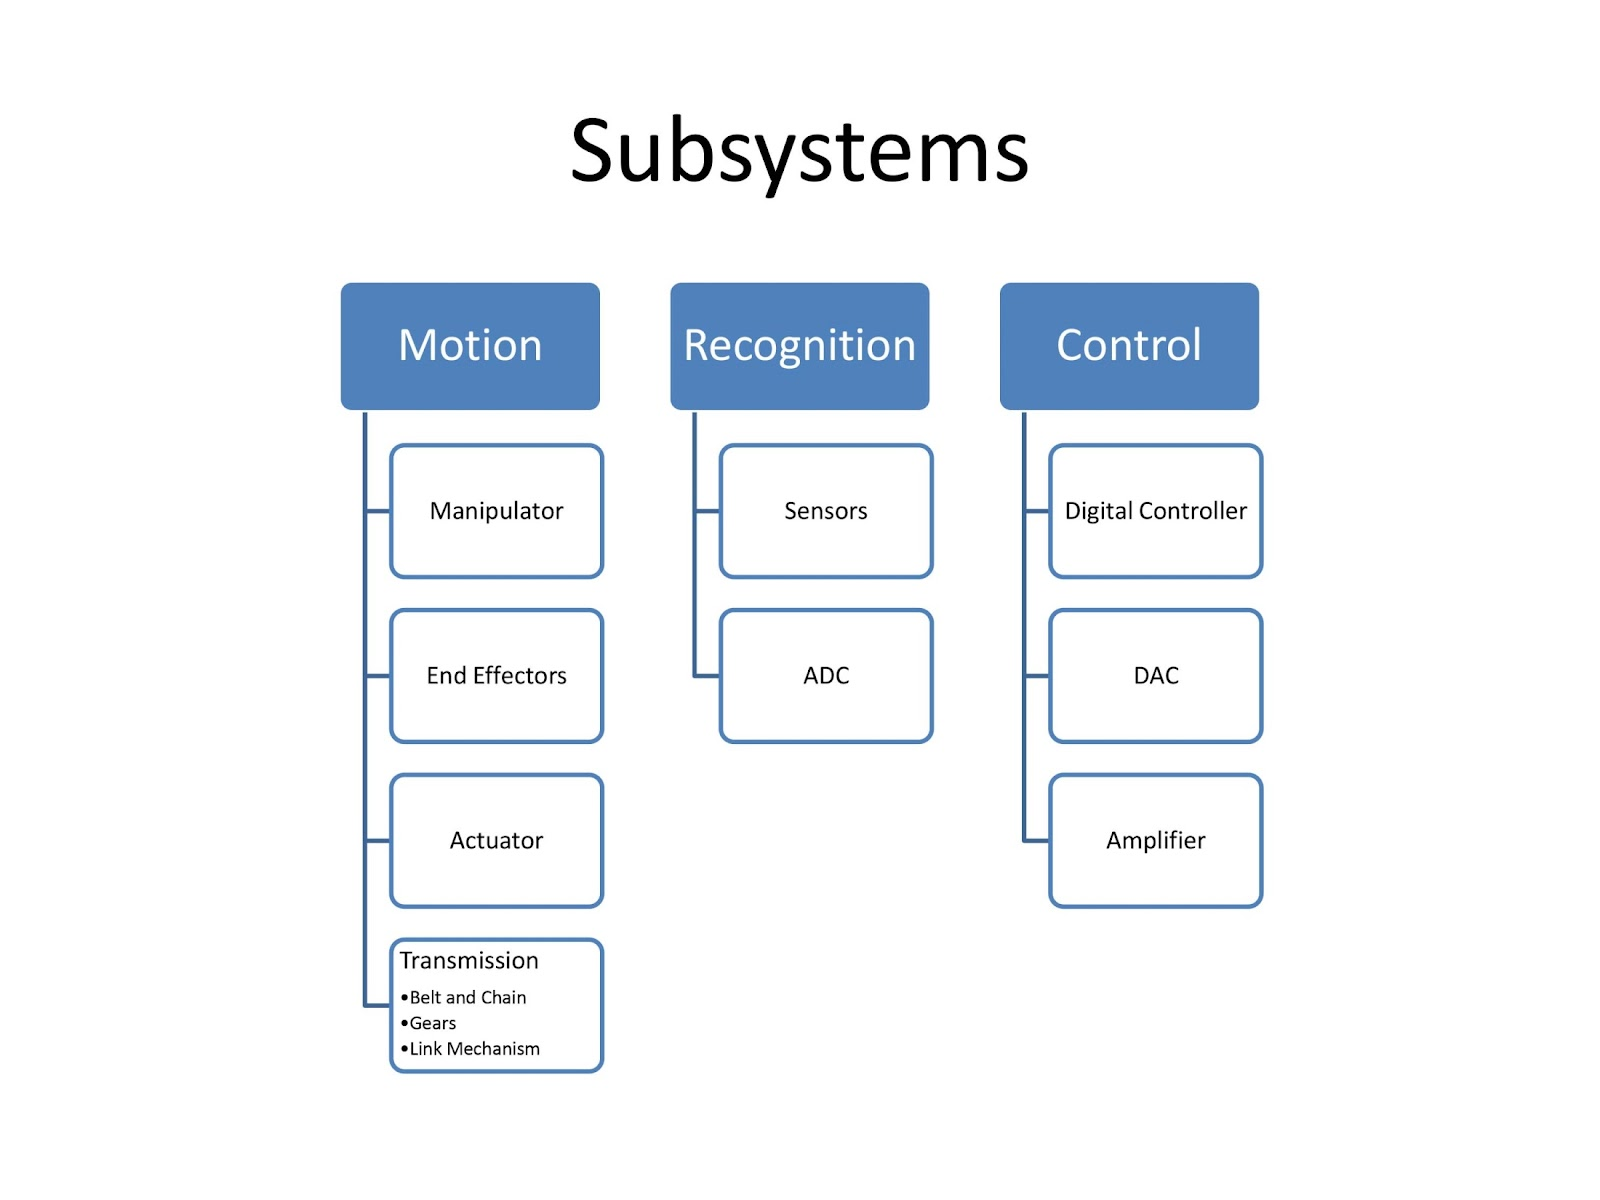 Subsystems
Motion
Manipulator
End Effectors
Actuator
Transmission
•Belt and Chain
•Gears
•Link Mechanism
Recognition
Sensors
ADC
Control
Digital Controller
DAC
Amplifier